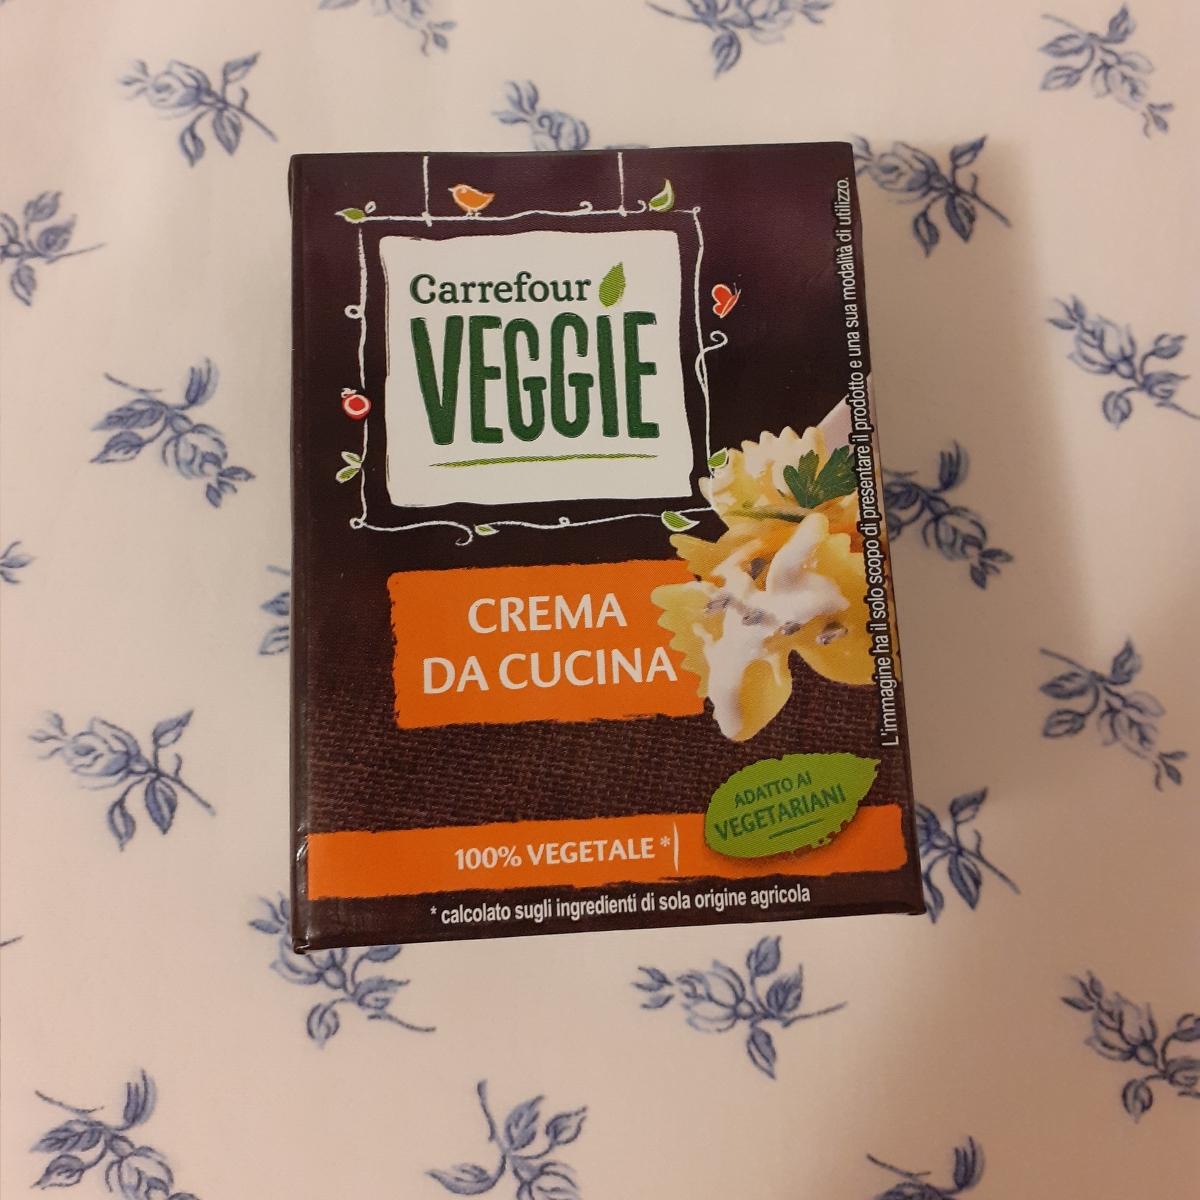 Carrefour
VEGGIE
CREMA
DA CUCINA
ADATTO AI
VEGETARIANI
100% VEGETALE *
* calcolato sugli ingredienti di sola origine agricola
L'immagine ha il solo scopo di presentare il prodotto e una sua modalità di utilizzo.